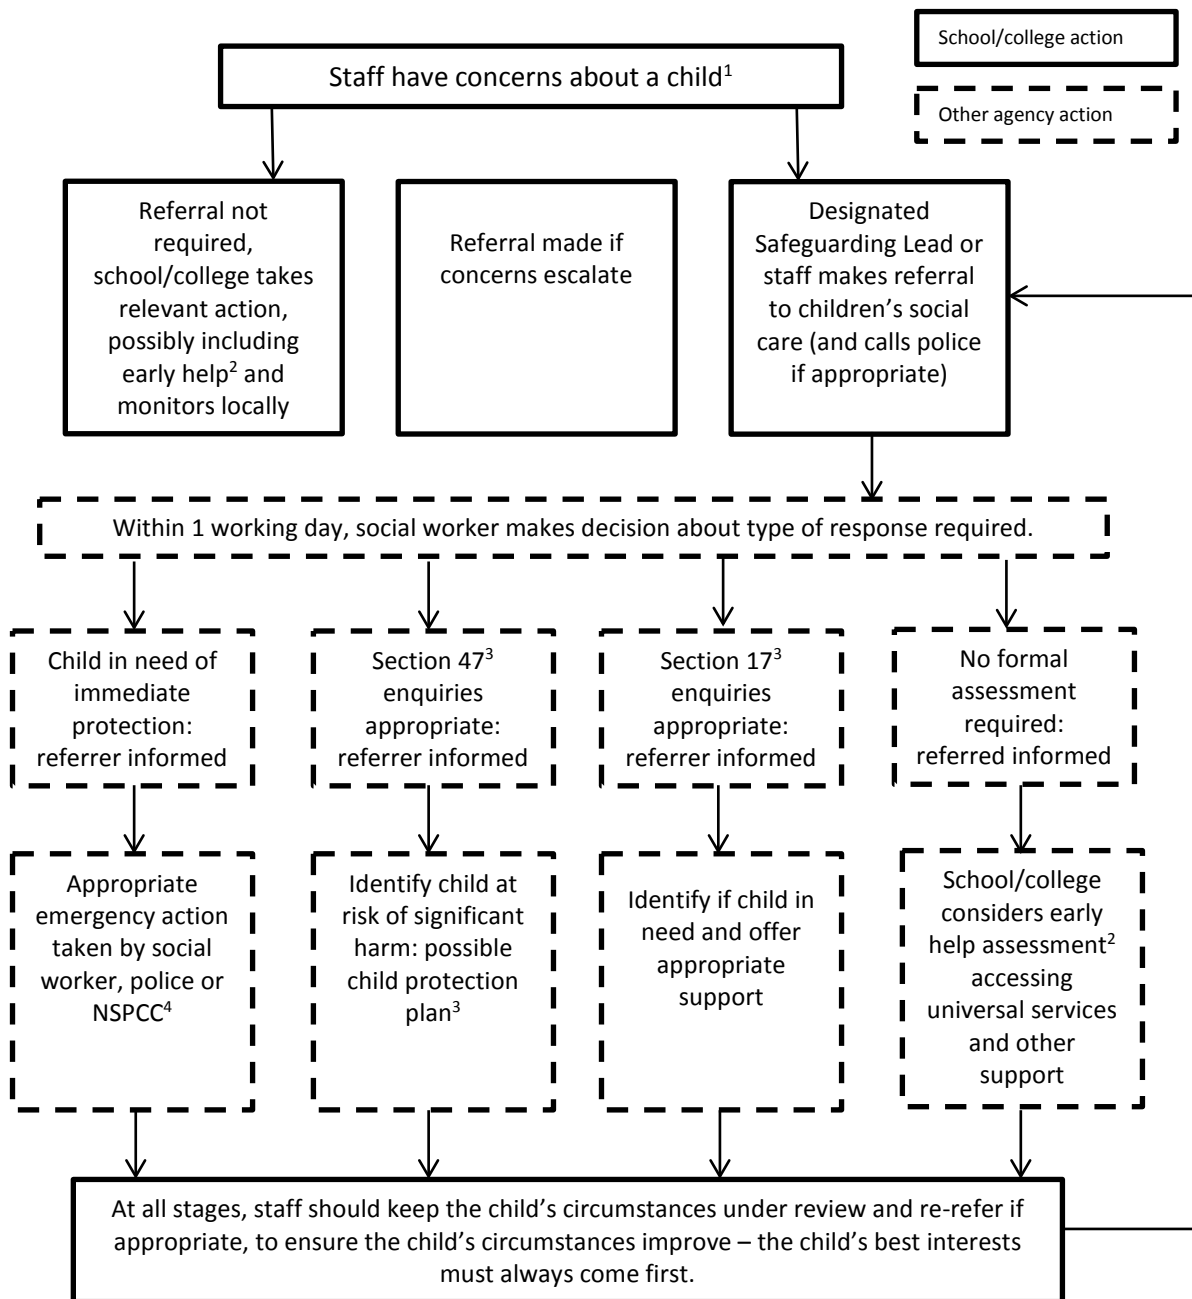 School/college action
Staff have concerns about a child¹
Other agency action
Referral not
required,
school/college takes
relevant action,
possibly including
early help² and
monitors locally
Referral made if
concerns escalate
Designated
Safeguarding Lead or
staff makes referral
to children’s social
care (and calls police
if appropriate)
Within 1 working day, social worker makes decision about type of response required.
Child in need of
immediate
protection:
referrer informed
Section 47³
enquiries
appropriate:
referrer informed
Section 17³
enquiries
appropriate:
referrer informed
No formal
assessment
required:
referred informed
Appropriate
emergency action
taken by social
worker, police or
NSPCC⁴
Identify child at
risk of significant
harm: possible
child protection
plan³
Identify if child in
need and offer
appropriate
support
School/college
considers early
help assessment²
accessing
universal services
and other
support
At all stages, staff should keep the child’s circumstances under review and re-refer if
appropriate, to ensure the child’s circumstances improve – the child’s best interests
must always come first.